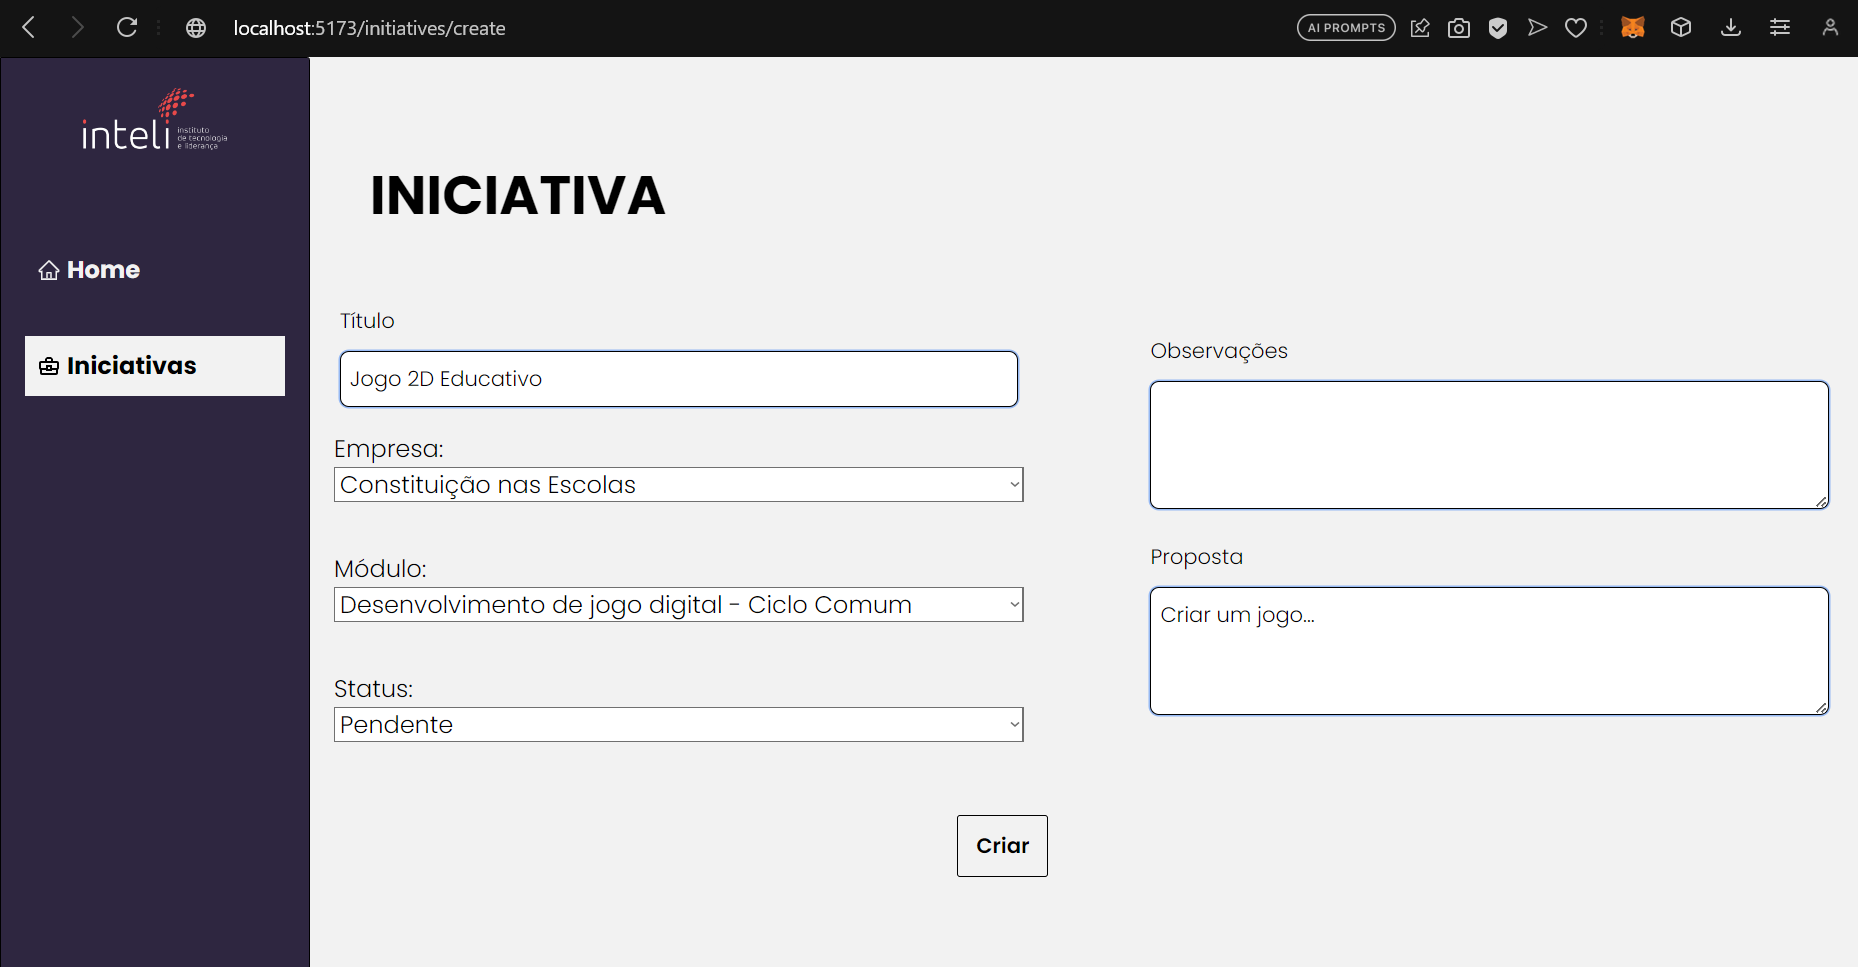 localhost:5173/initiatives/create
AI PROMPTS
inteli
instituto
de tecnologia
e liderança
Home
Iniciativas
INICIATIVA
Título
Jogo 2D Educativo
Empresa:
Constituição nas Escolas
Módulo:
Desenvolvimento de jogo digital - Ciclo Comum
Status:
Pendente
Observações
Proposta
Criar um jogo...
Criar